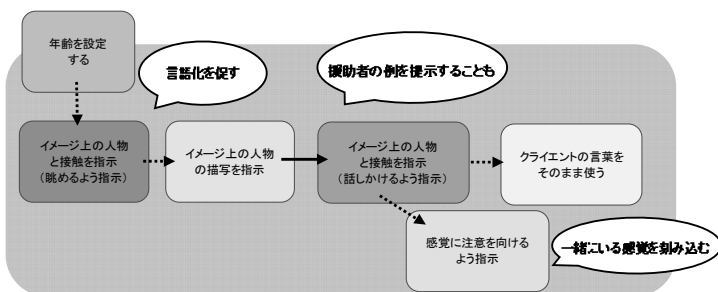 年齢を設定
する
言語化を促す
援助者の例を提示することも
イメージ上の人物
と接触を指示
(眺めるよう指示)
イメージ上の人物
の描写を指示
イメージ上の人物
と接触を指示
(話しかけるよう指示)
クライエントの言葉を
そのまま使う
感覚に注意を向ける
よう指示
一緒にいる感覚を刻み込む